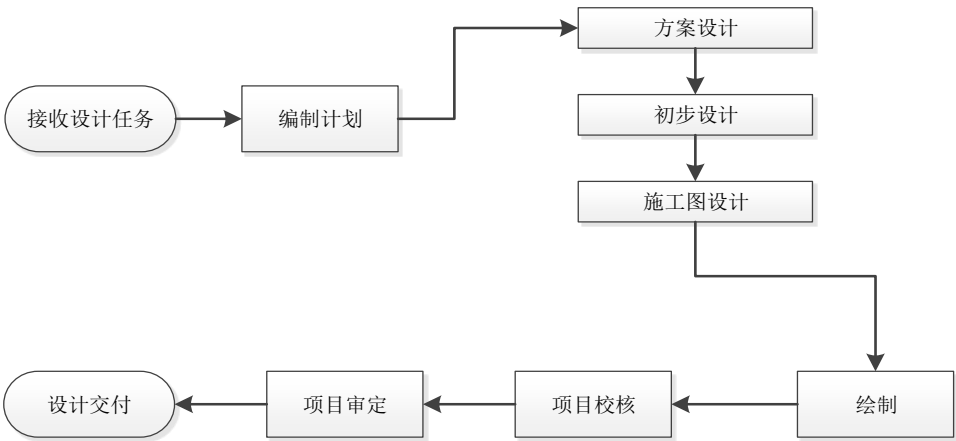 接收设计任务
编制计划
方案设计
初步设计
施工图设计
绘制
项目校核
项目审定
设计交付